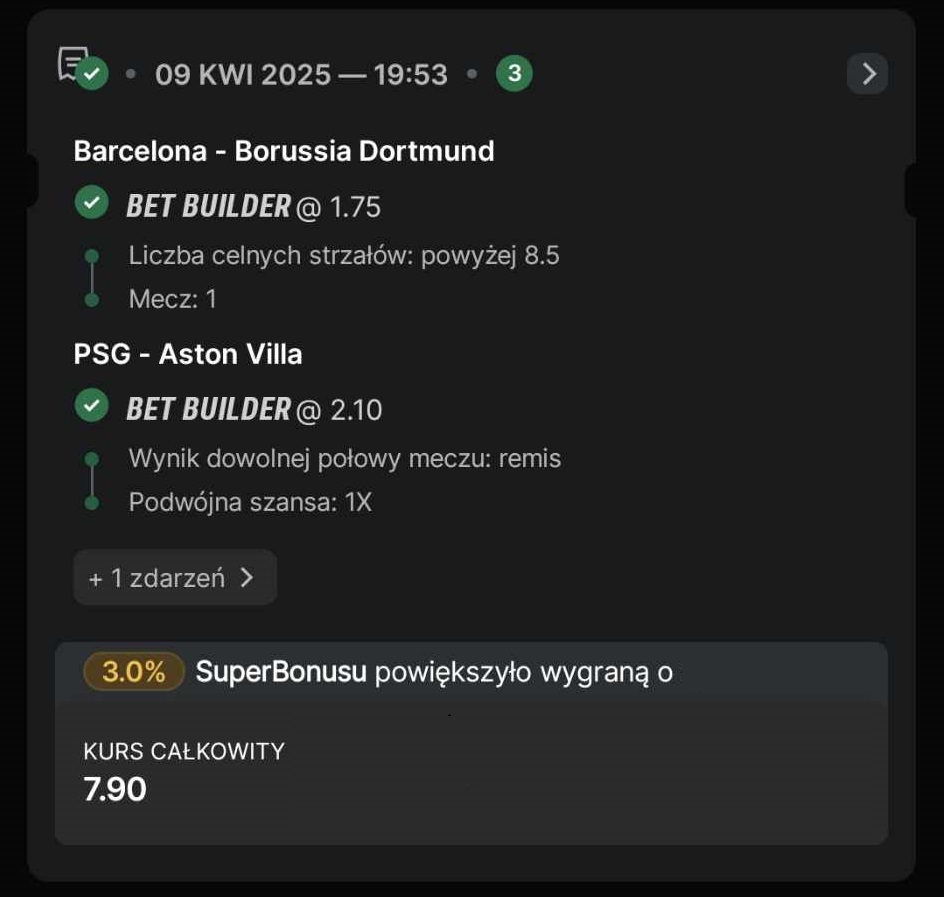 • 09 KWI 2025 — 19:53 • 3
Barcelona - Borussia Dortmund
BET BUILDER @ 1.75
Liczba celnych strzałów: powyżej 8.5
Mecz: 1
PSG - Aston Villa
BET BUILDER @ 2.10
Wynik dowolnej połowy meczu: remis
Podwójna szansa: 1X
+ 1 zdarzeń
3.0% SuperBonusu powiększyło wygraną o
KURS CAŁKOWITY
7.90